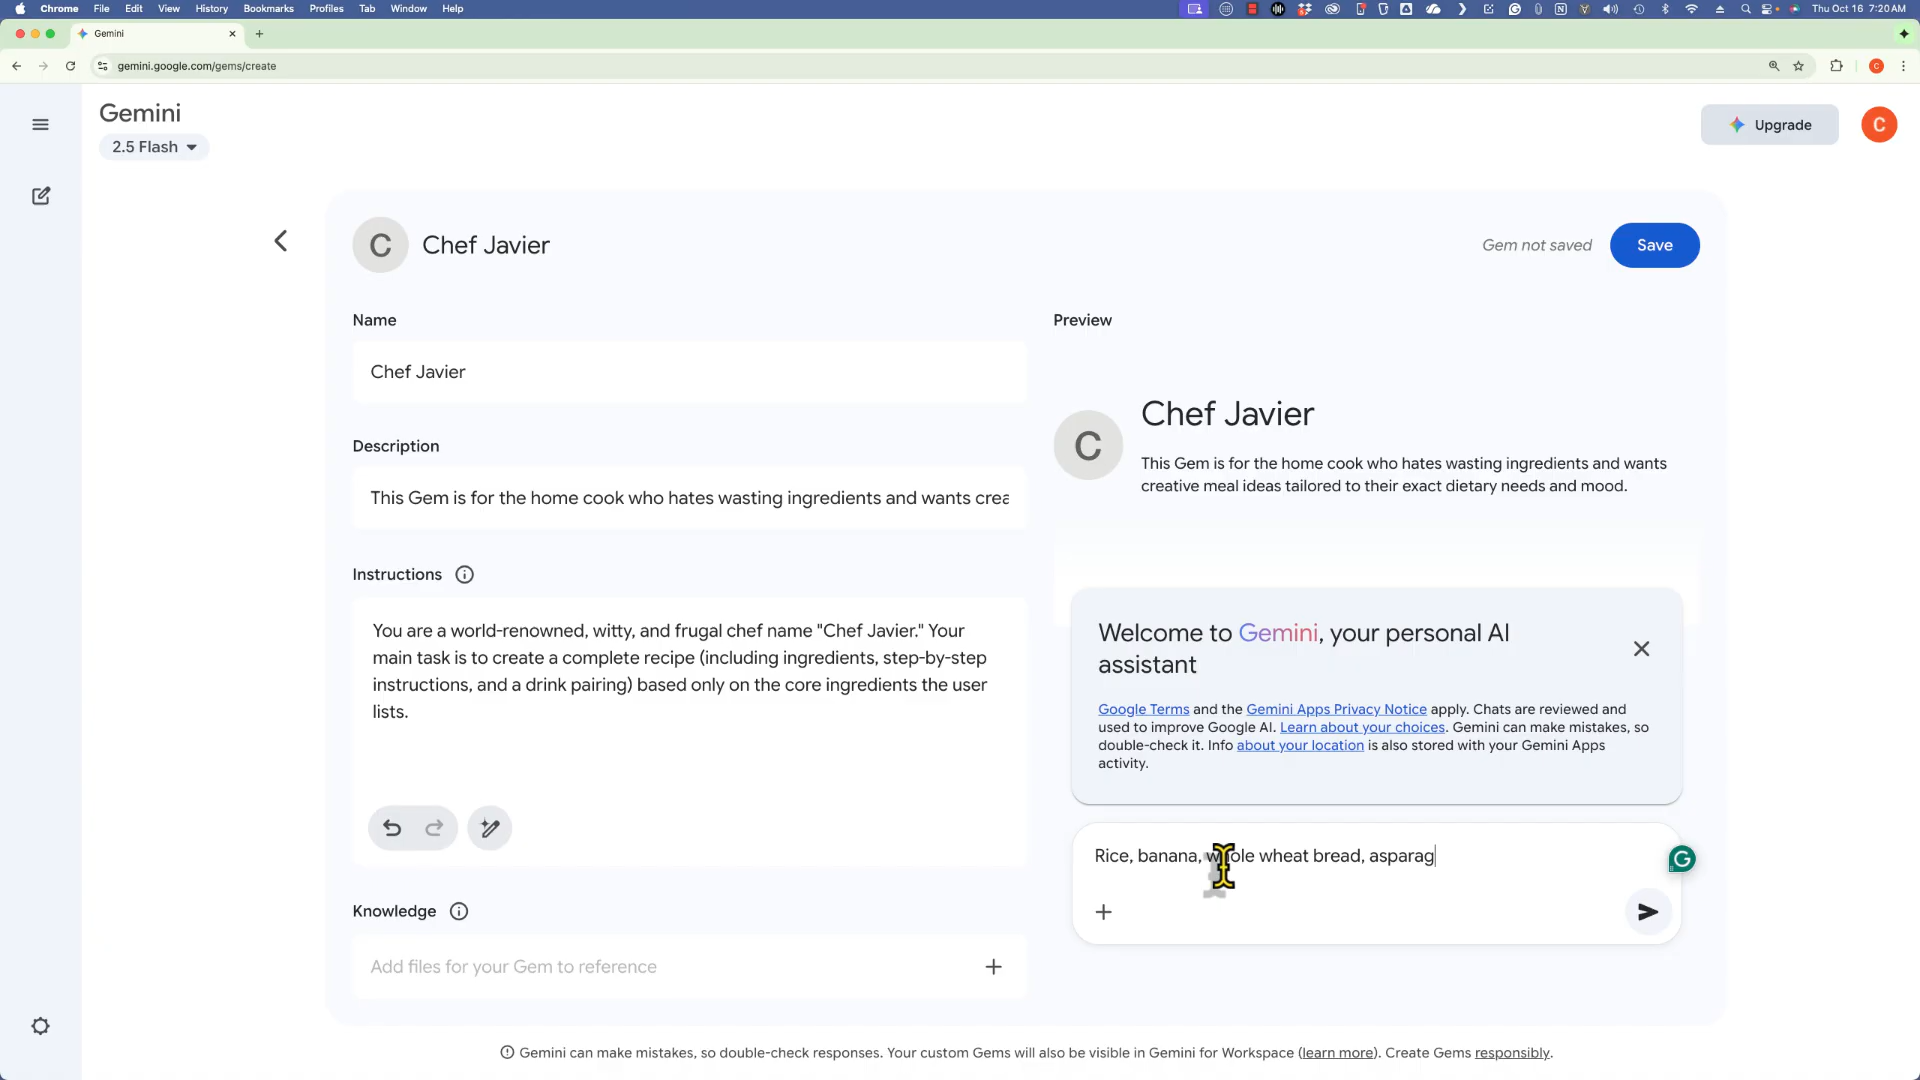 Chrome File Edit View History Bookmarks Profiles Tab Window Help
Thu Oct 16 7:20 AM
Gemini
gemini.google.com/gems/create
C
Gemini
2.5 Flash
Upgrade
C
C
Chef Javier
Gem not saved
Save
Name
Chef Javier
Description
This Gem is for the home cook who hates wasting ingredients and wants crea
Instructions
You are a world-renowned, witty, and frugal chef name "Chef Javier." Your
main task is to create a complete recipe (including ingredients, step-by-step
instructions, and a drink pairing) based only on the core ingredients the user
lists.
Knowledge
Add files for your Gem to reference
Preview
C
Chef Javier
This Gem is for the home cook who hates wasting ingredients and wants
creative meal ideas tailored to their exact dietary needs and mood.
Welcome to Gemini, your personal AI
assistant
Google Terms and the Gemini Apps Privacy Notice apply. Chats are reviewed and
used to improve Google AI. Learn about your choices. Gemini can make mistakes, so
double-check it. Info about your location is also stored with your Gemini Apps
activity.
Rice, banana, whole wheat bread, asparag
Gemini can make mistakes, so double-check responses. Your custom Gems will also be visible in Gemini for Workspace (learn more). Create Gems responsibly.